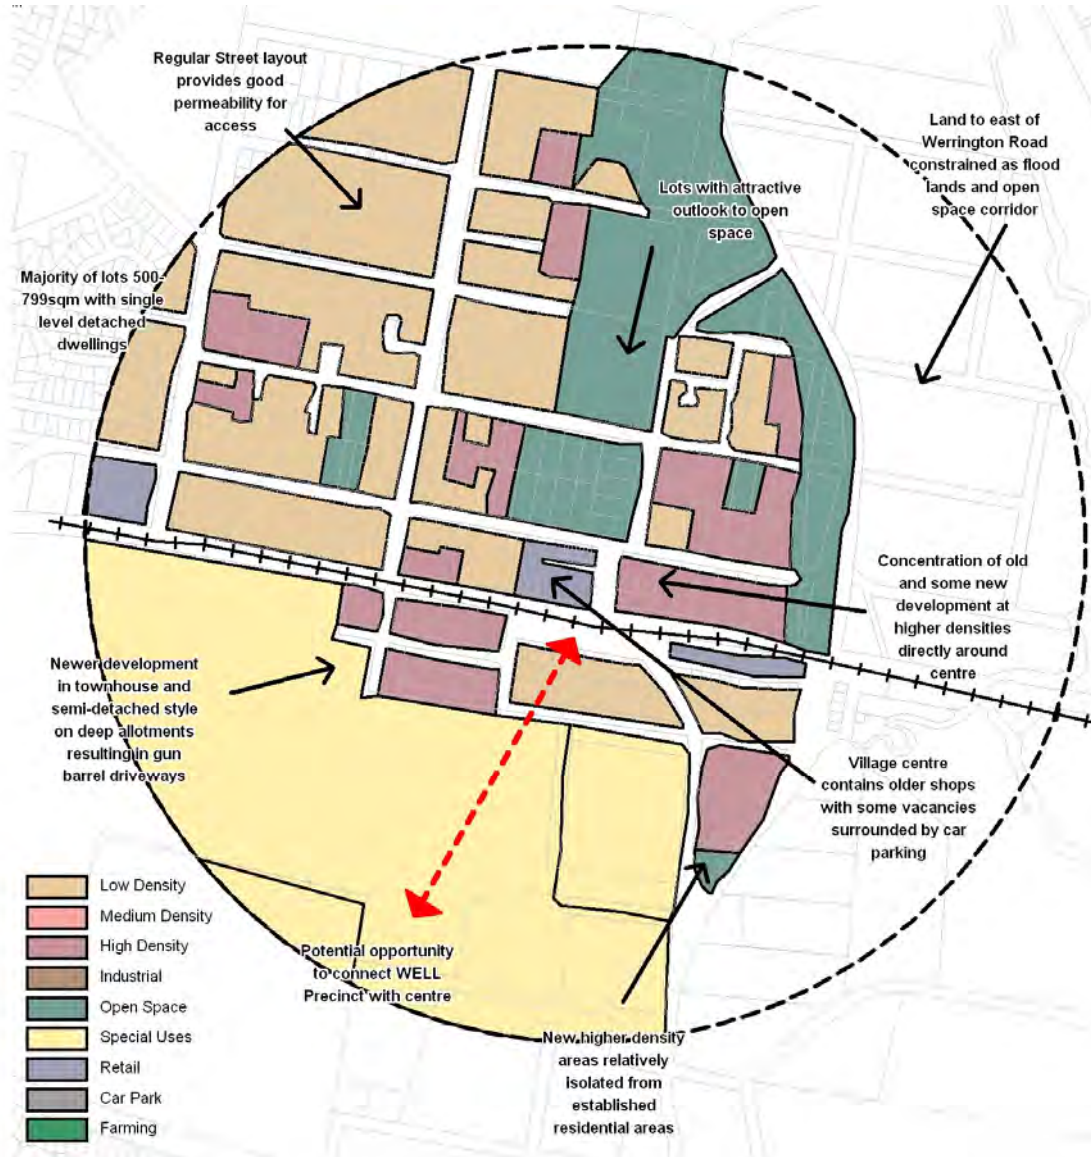 Regular Street layout
provides good
permeability for
access
Land to east of
Werrington Road
constrained as flood
lands and open
space corridor
Lots with attractive
outlook to open
space
Majority of lots 500-
799sqm with single
level detached
dwellings
Concentration of old
and some new
development at
higher densities
directly around
centre
Newer development
in townhouse and
semi-detached style
on deep allotments
resulting in gun
barrel driveways
Village centre
contains older shops
with some vacancies
surrounded by car
parking
Potential opportunity
to connect WELL
Precinct with centre
New higher density
areas relatively
isolated from
established
residential areas
Low Density
Medium Density
High Density
Industrial
Open Space
Special Uses
Retail
Car Park
Farming